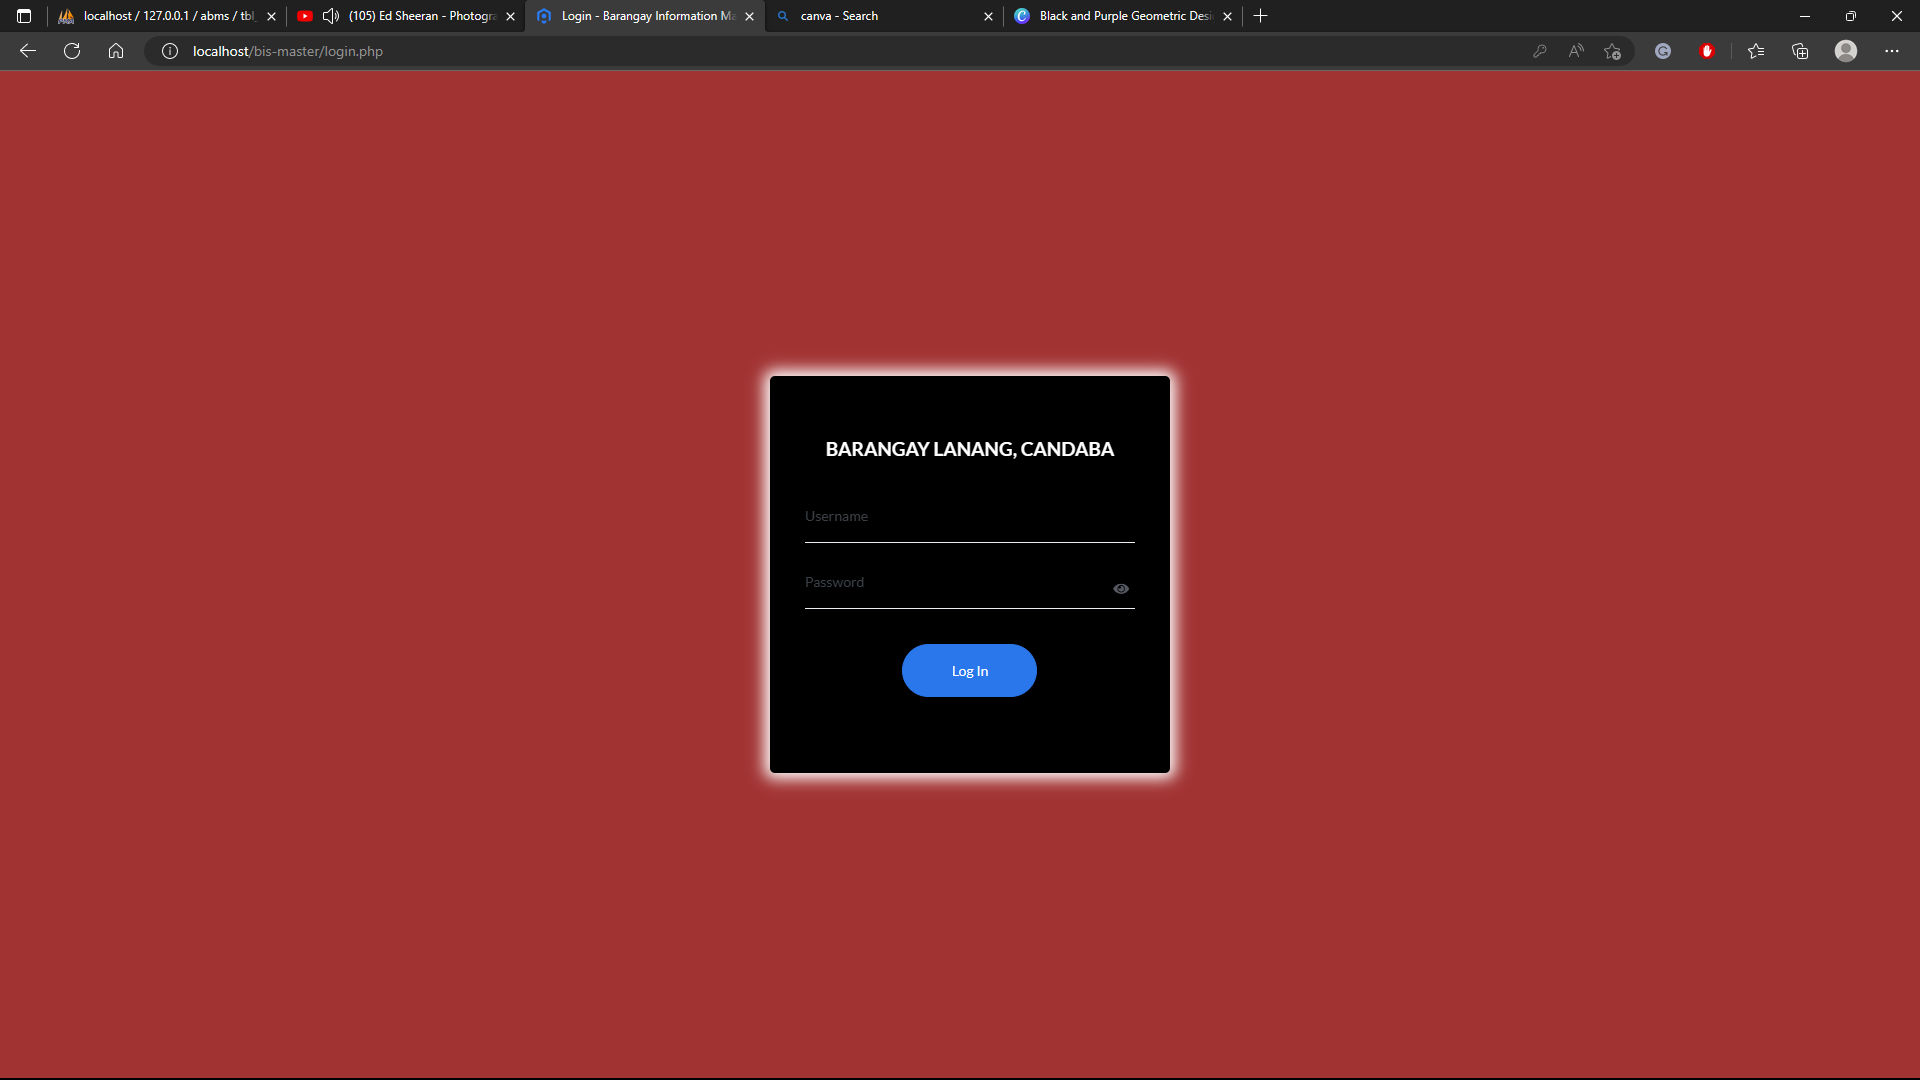 localhost / 127.0.0.1 / abms / tbl_
(105) Ed Sheeran - Photogra
Login - Barangay Information Ma
canva - Search
Black and Purple Geometric Desi
localhost/bis-master/login.php
BARANGAY LANANG, CANDABA
Username
Password
Log In